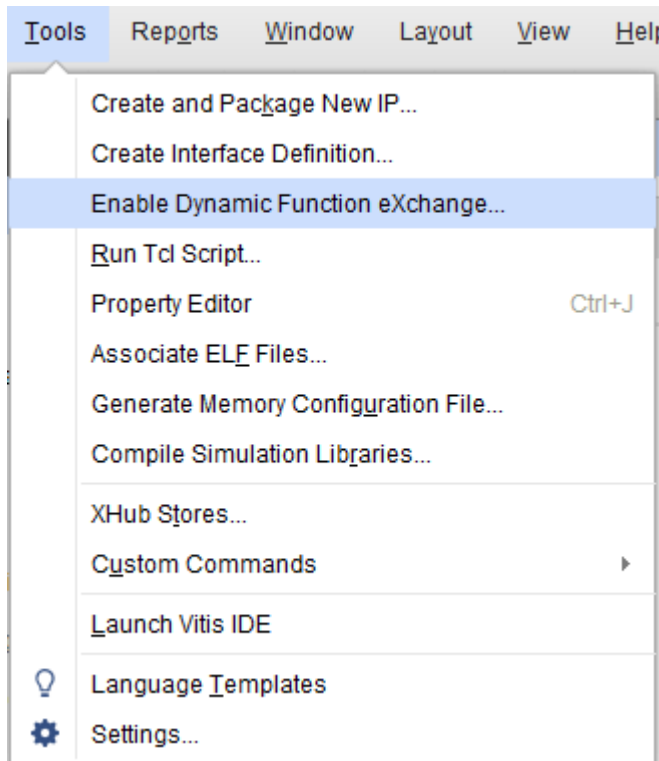 Tools Reports Window Layout View Help
Create and Package New IP...
Create Interface Definition...
Enable Dynamic Function eXchange...
Run Tcl Script...
Property Editor Ctrl+J
Associate ELF Files...
Generate Memory Configuration File...
Compile Simulation Libraries...
XHub Stores...
Custom Commands
Launch Vitis IDE
Language Templates
Settings...